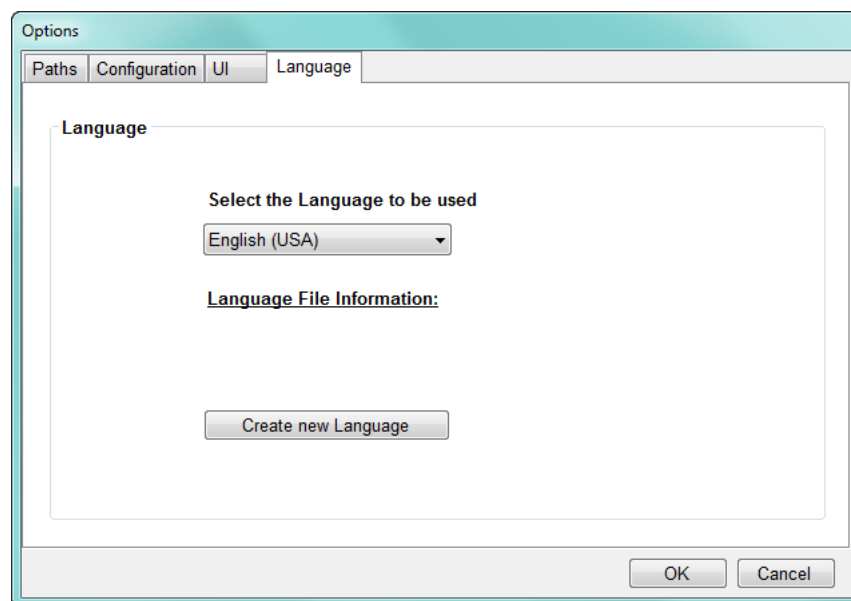 Options
Paths Configuration UI Language
Language
Select the Language to be used
English (USA)
Language File Information:
Create new Language
OK Cancel